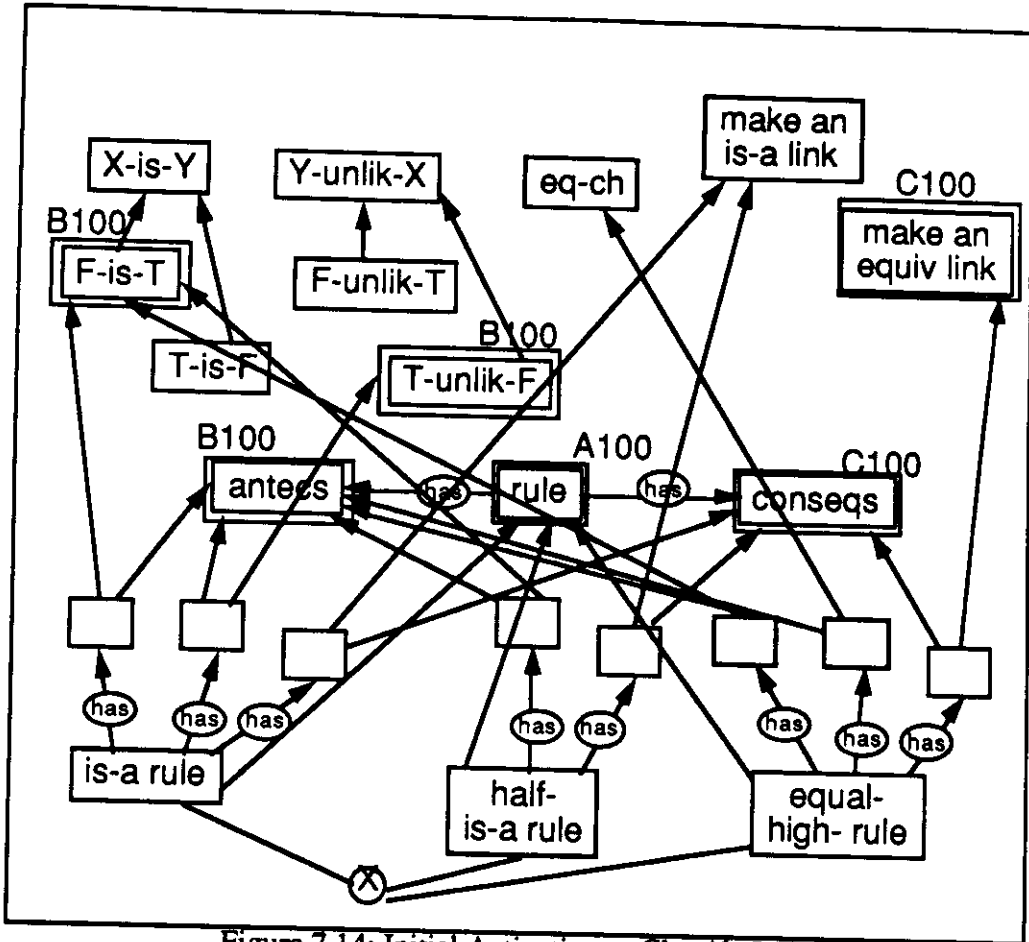 make an
is-a link
X-is-Y
Y-unlik-X
eq-ch
C100
make an
equiv link
B100
F-is-T
F-unlik-T
B100
T-is-F
T-unlik-F
B100
antecs
has
A100
rule
has
C100
conseqs
has
has
has
has
has
has
has
has
is-a rule
half-
is-a rule
equal-
high- rule
X